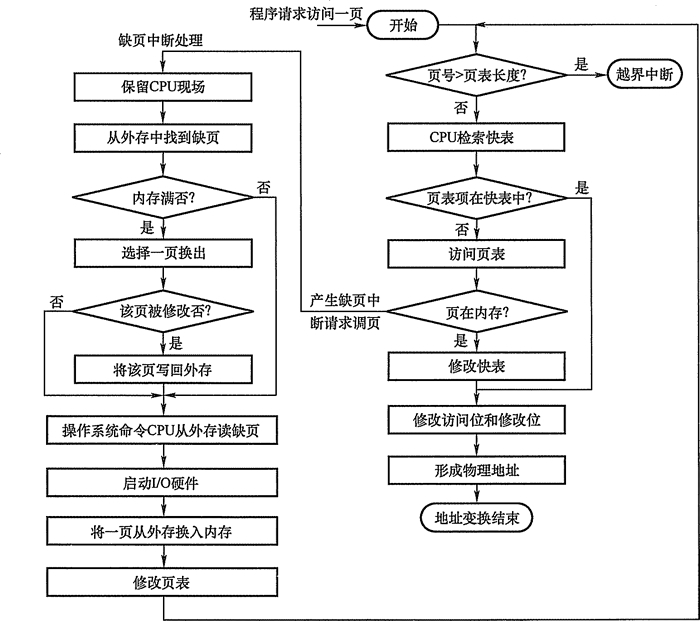 程序请求访问一页
开始
页号>页表长度?
是
越界中断
否
CPU检索快表
页表项在快表中?
是
否
访问页表
产生缺页中
断请求调页
页在内存?
是
修改快表
修改访问位和修改位
形成物理地址
地址变换结束
缺页中断处理
保留CPU现场
从外存中找到缺页
内存满否?
否
是
选择一页换出
否
该页被修改否?
是
将该页写回外存
操作系统命令CPU从外存读缺页
启动I/O硬件
将一页从外存换入内存
修改页表